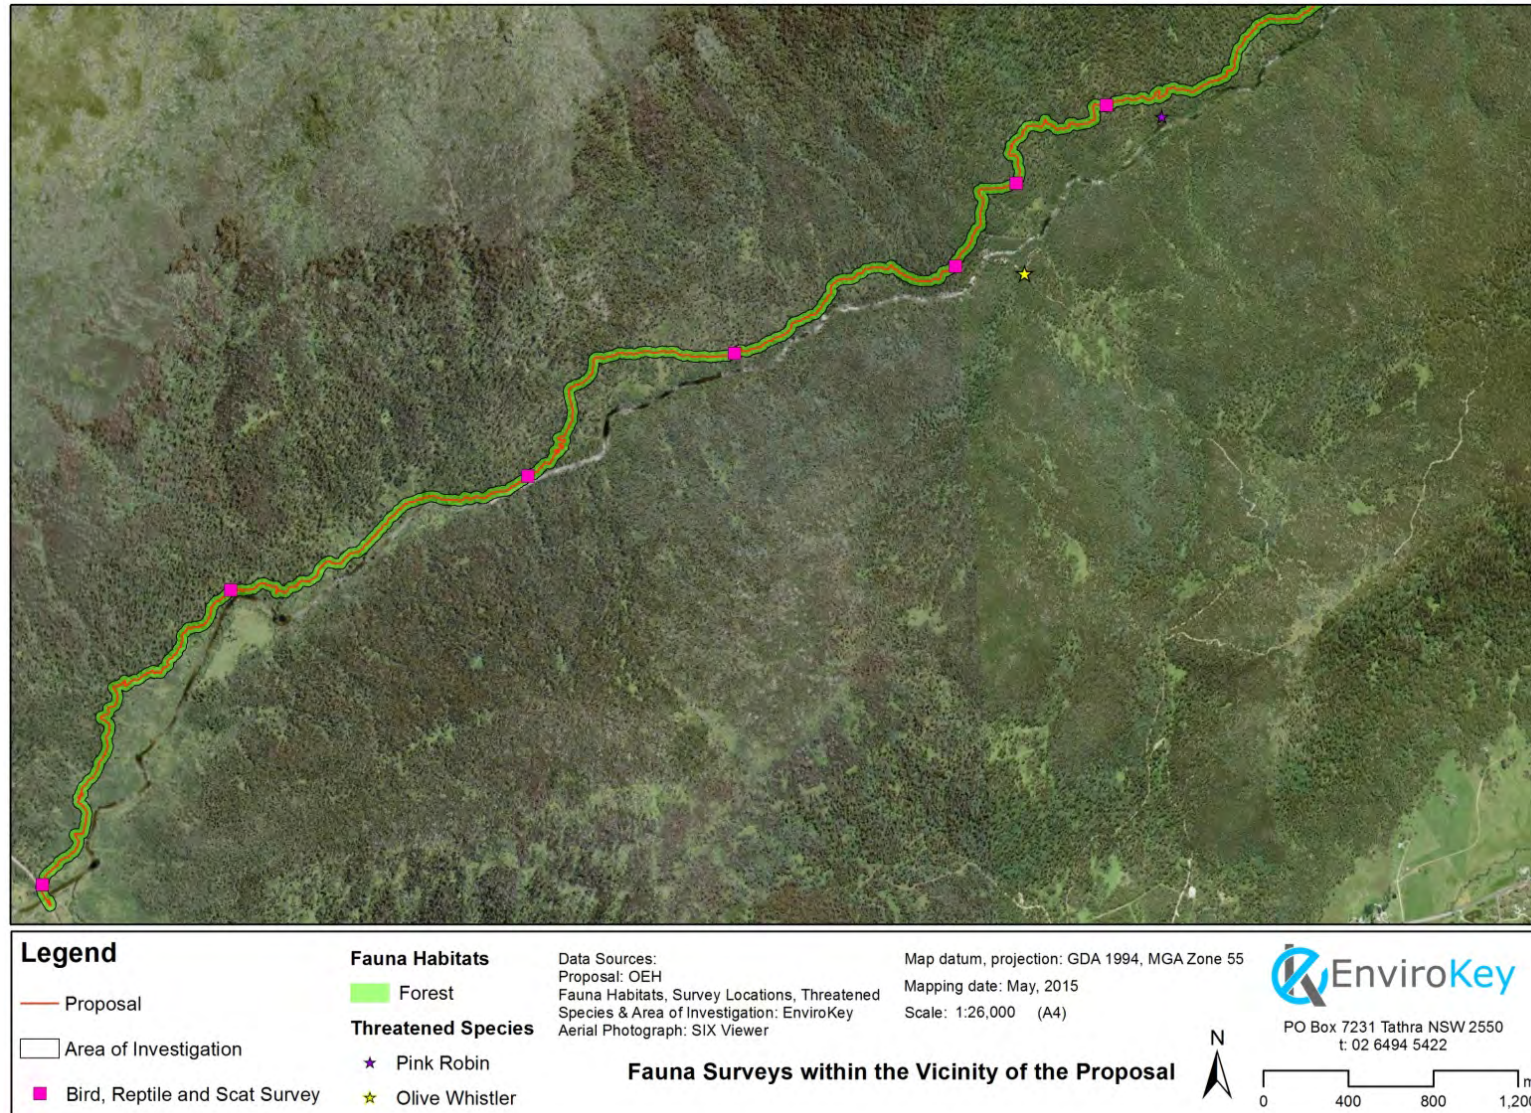 Legend
Proposal
Area of Investigation
Bird, Reptile and Scat Survey
Fauna Habitats
Forest
Threatened Species
Pink Robin
Olive Whistler
Data Sources:
Proposal: OEH
Fauna Habitats, Survey Locations, Threatened
Species & Area of Investigation: EnviroKey
Aerial Photograph: SIX Viewer
Map datum, projection: GDA 1994, MGA Zone 55
Mapping date: May, 2015
Scale: 1:26,000 (A4)
Fauna Surveys within the Vicinity of the Proposal
N
EnviroKey
PO Box 7231 Tathra NSW 2550
t: 02 6494 5422
m
0 400 800 1,200